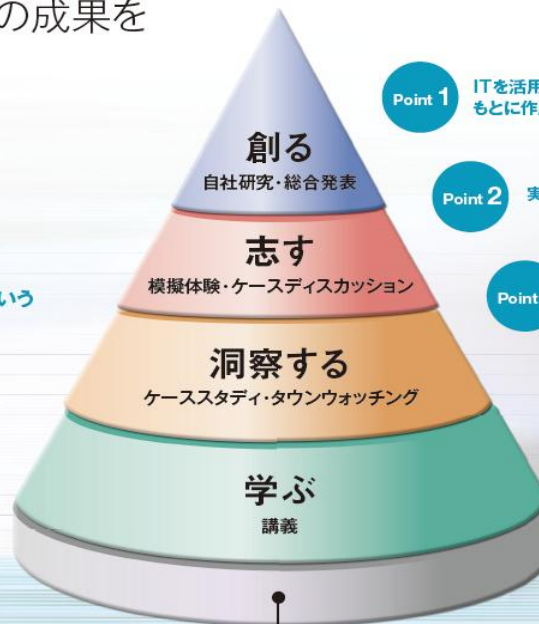 の成果を
Point 1
ITを活用
もとに作
創る
自社研究・総合発表
Point 2
実
志す
模擬体験・ケースディスカッション
いう
Point
洞察する
ケーススタディ・タウンウォッチング
学ぶ
講義